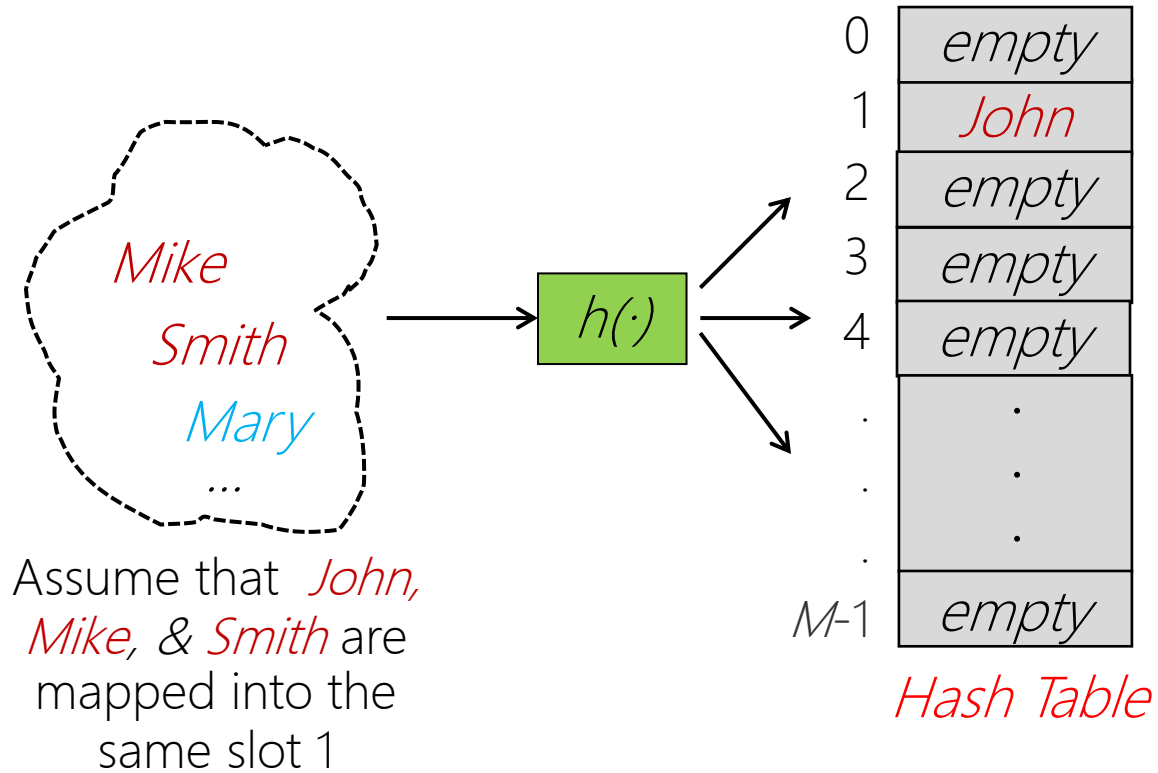 Mike
Smith
Mary
...
Assume that John,
Mike, & Smith are
mapped into the
same slot 1
h(·)
0 empty
1 John
2 empty
3 empty
4 empty
. .
. .
. .
M-1 empty
Hash Table